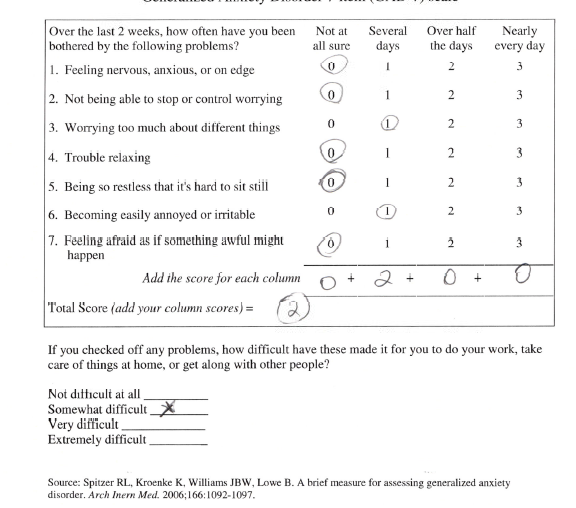 Over the last 2 weeks, how often have you been Not at Several Over half Nearly
bothered by the following problems? all sure days the days every day
1. Feeling nervous, anxious, or on edge 0 1 2 3
2. Not being able to stop or control worrying 0 1 2 3
3. Worrying too much about different things 0 1 2 3
4. Trouble relaxing 0 1 2 3
5. Being so restless that it's hard to sit still 0 1 2 3
6. Becoming easily annoyed or irritable 0 1 2 3
7. Feeling afraid as if something awful might 0 1 2 3
happen
Add the score for each column 0 + 2 + 0 + 0
Total Score (add your column scores) = 2
If you checked off any problems, how difficult have these made it for you to do your work, take
care of things at home, or get along with other people?
Not difficult at all
Somewhat difficult X
Very difficult
Extremely difficult
Source: Spitzer RL, Kroenke K, Williams JBW, Lowe B. A brief measure for assessing generalized anxiety
disorder. Arch Inern Med. 2006;166:1092-1097.